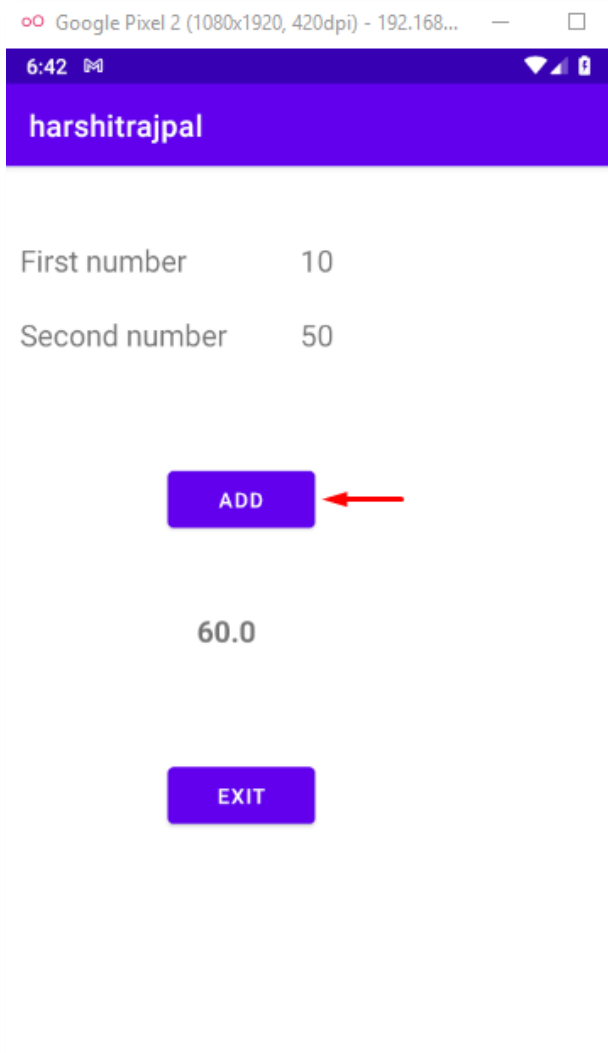 Google Pixel 2 (1080x1920, 420dpi) - 192.168...
6:42
harshitrajpal
First number 10
Second number 50
ADD
60.0
EXIT